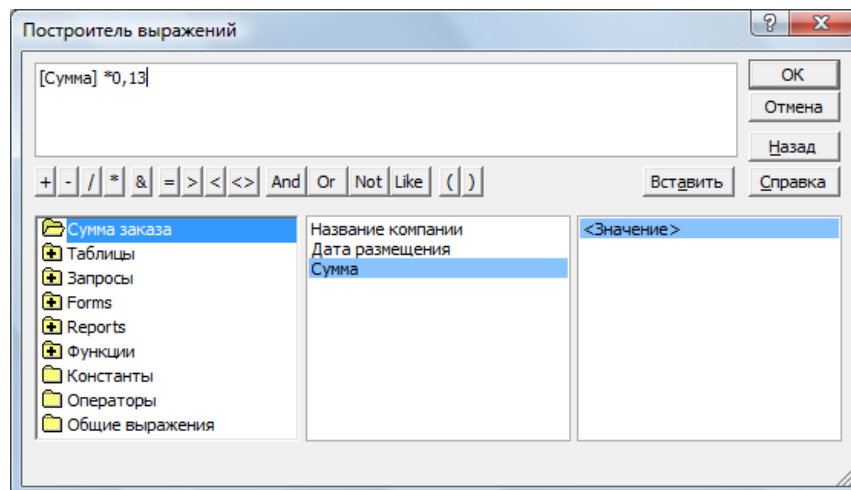 Построитель выражений
[Сумма] *0,13
ОК
Отмена
Назад
+ - / * & = > < <> And Or Not Like ( ) Вставить Справка
Сумма заказа
Таблицы
Запросы
Forms
Reports
Функции
Константы
Операторы
Общие выражения
Название компании
Дата размещения
Сумма
<Значение>